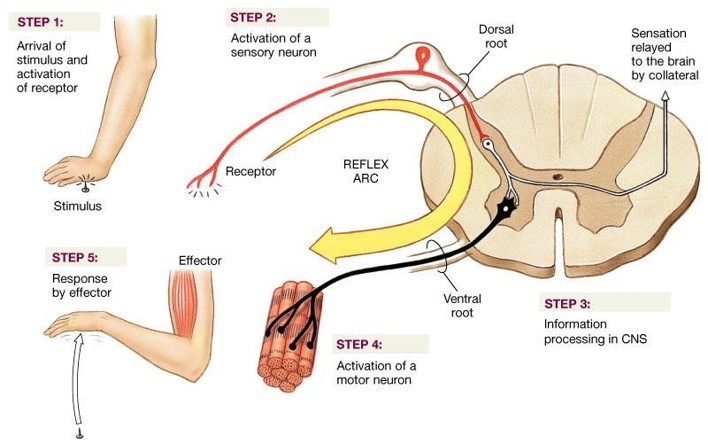 STEP 1:
Arrival of
stimulus and
activation
of receptor
Stimulus
STEP 2:
Activation of a
sensory neuron
Dorsal
root
Sensation
relayed
to the brain
by collateral
Receptor
REFLEX
ARC
STEP 5:
Response
by effector
Effector
Ventral
root
STEP 3:
Information
processing in CNS
STEP 4:
Activation of a
motor neuron